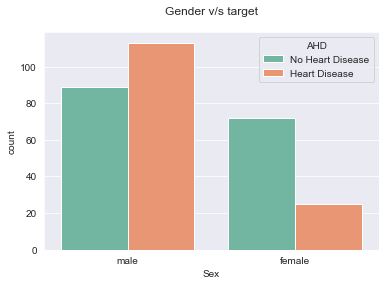 Gender v/s target
AHD
No Heart Disease
Heart Disease
100
80
60
40
20
0
count
male
female
Sex